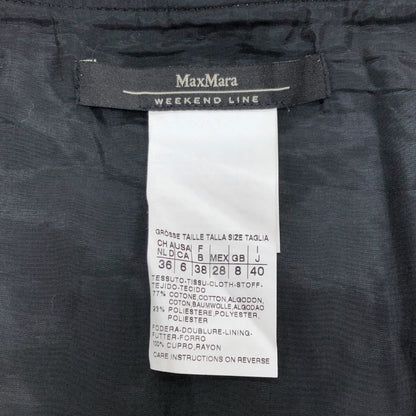 MaxMara
WEEKEND LINE
GRÖSSE TAILLE TALLA SIZE TAGLIA
CH AUSA F I
NL D CA B MEX GB J
36 6 38 28 8 40
TESSUTO-TISSU-CLOTH-STOFF-
TEJIDO-TECIDO
77% COTONE,COTTON,ALGODON,
COTON,BAUMWOLLE,ALGODAO
23% POLIESTERE,POLYESTER,
POLIESTER
FODERA-DOUBLURE-LINING-
FUTTER-FORRO
100% CUPRO,RAYON
CARE INSTRUCTIONS ON REVERSE